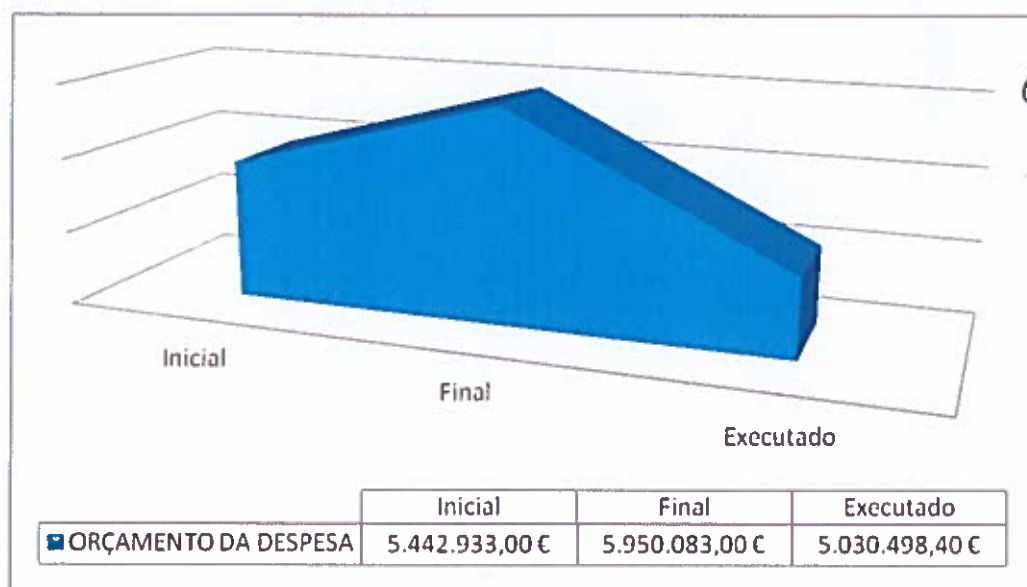 Inicial
Final
Executado
Inicial Final Executado
ORÇAMENTO DA DESPESA 5.442.933,00 € 5.950.083,00 € 5.030.498,40 €